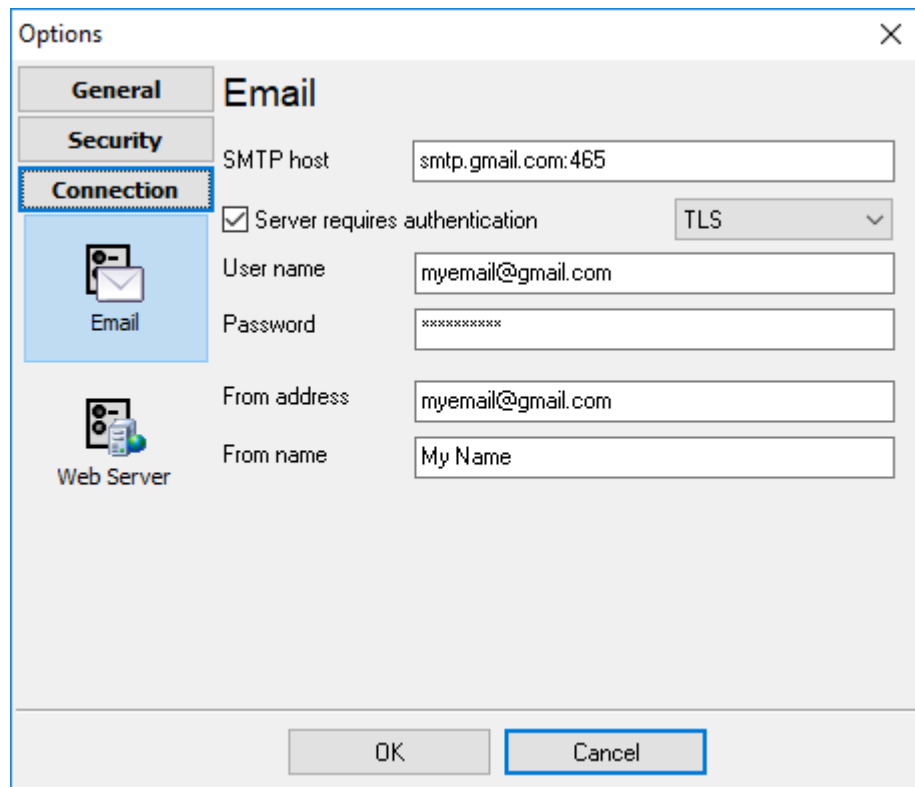 Options
General
Security
Connection
Email
Web Server
Email
SMTP host smtp.gmail.com:465
Server requires authentication TLS
User name myemail@gmail.com
Password **********
From address myemail@gmail.com
From name My Name
OK Cancel